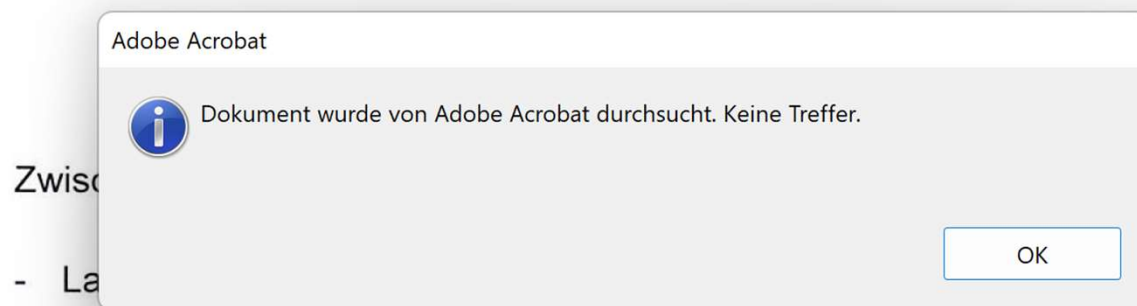 Adobe Acrobat
Dokument wurde von Adobe Acrobat durchsucht. Keine Treffer.
OK